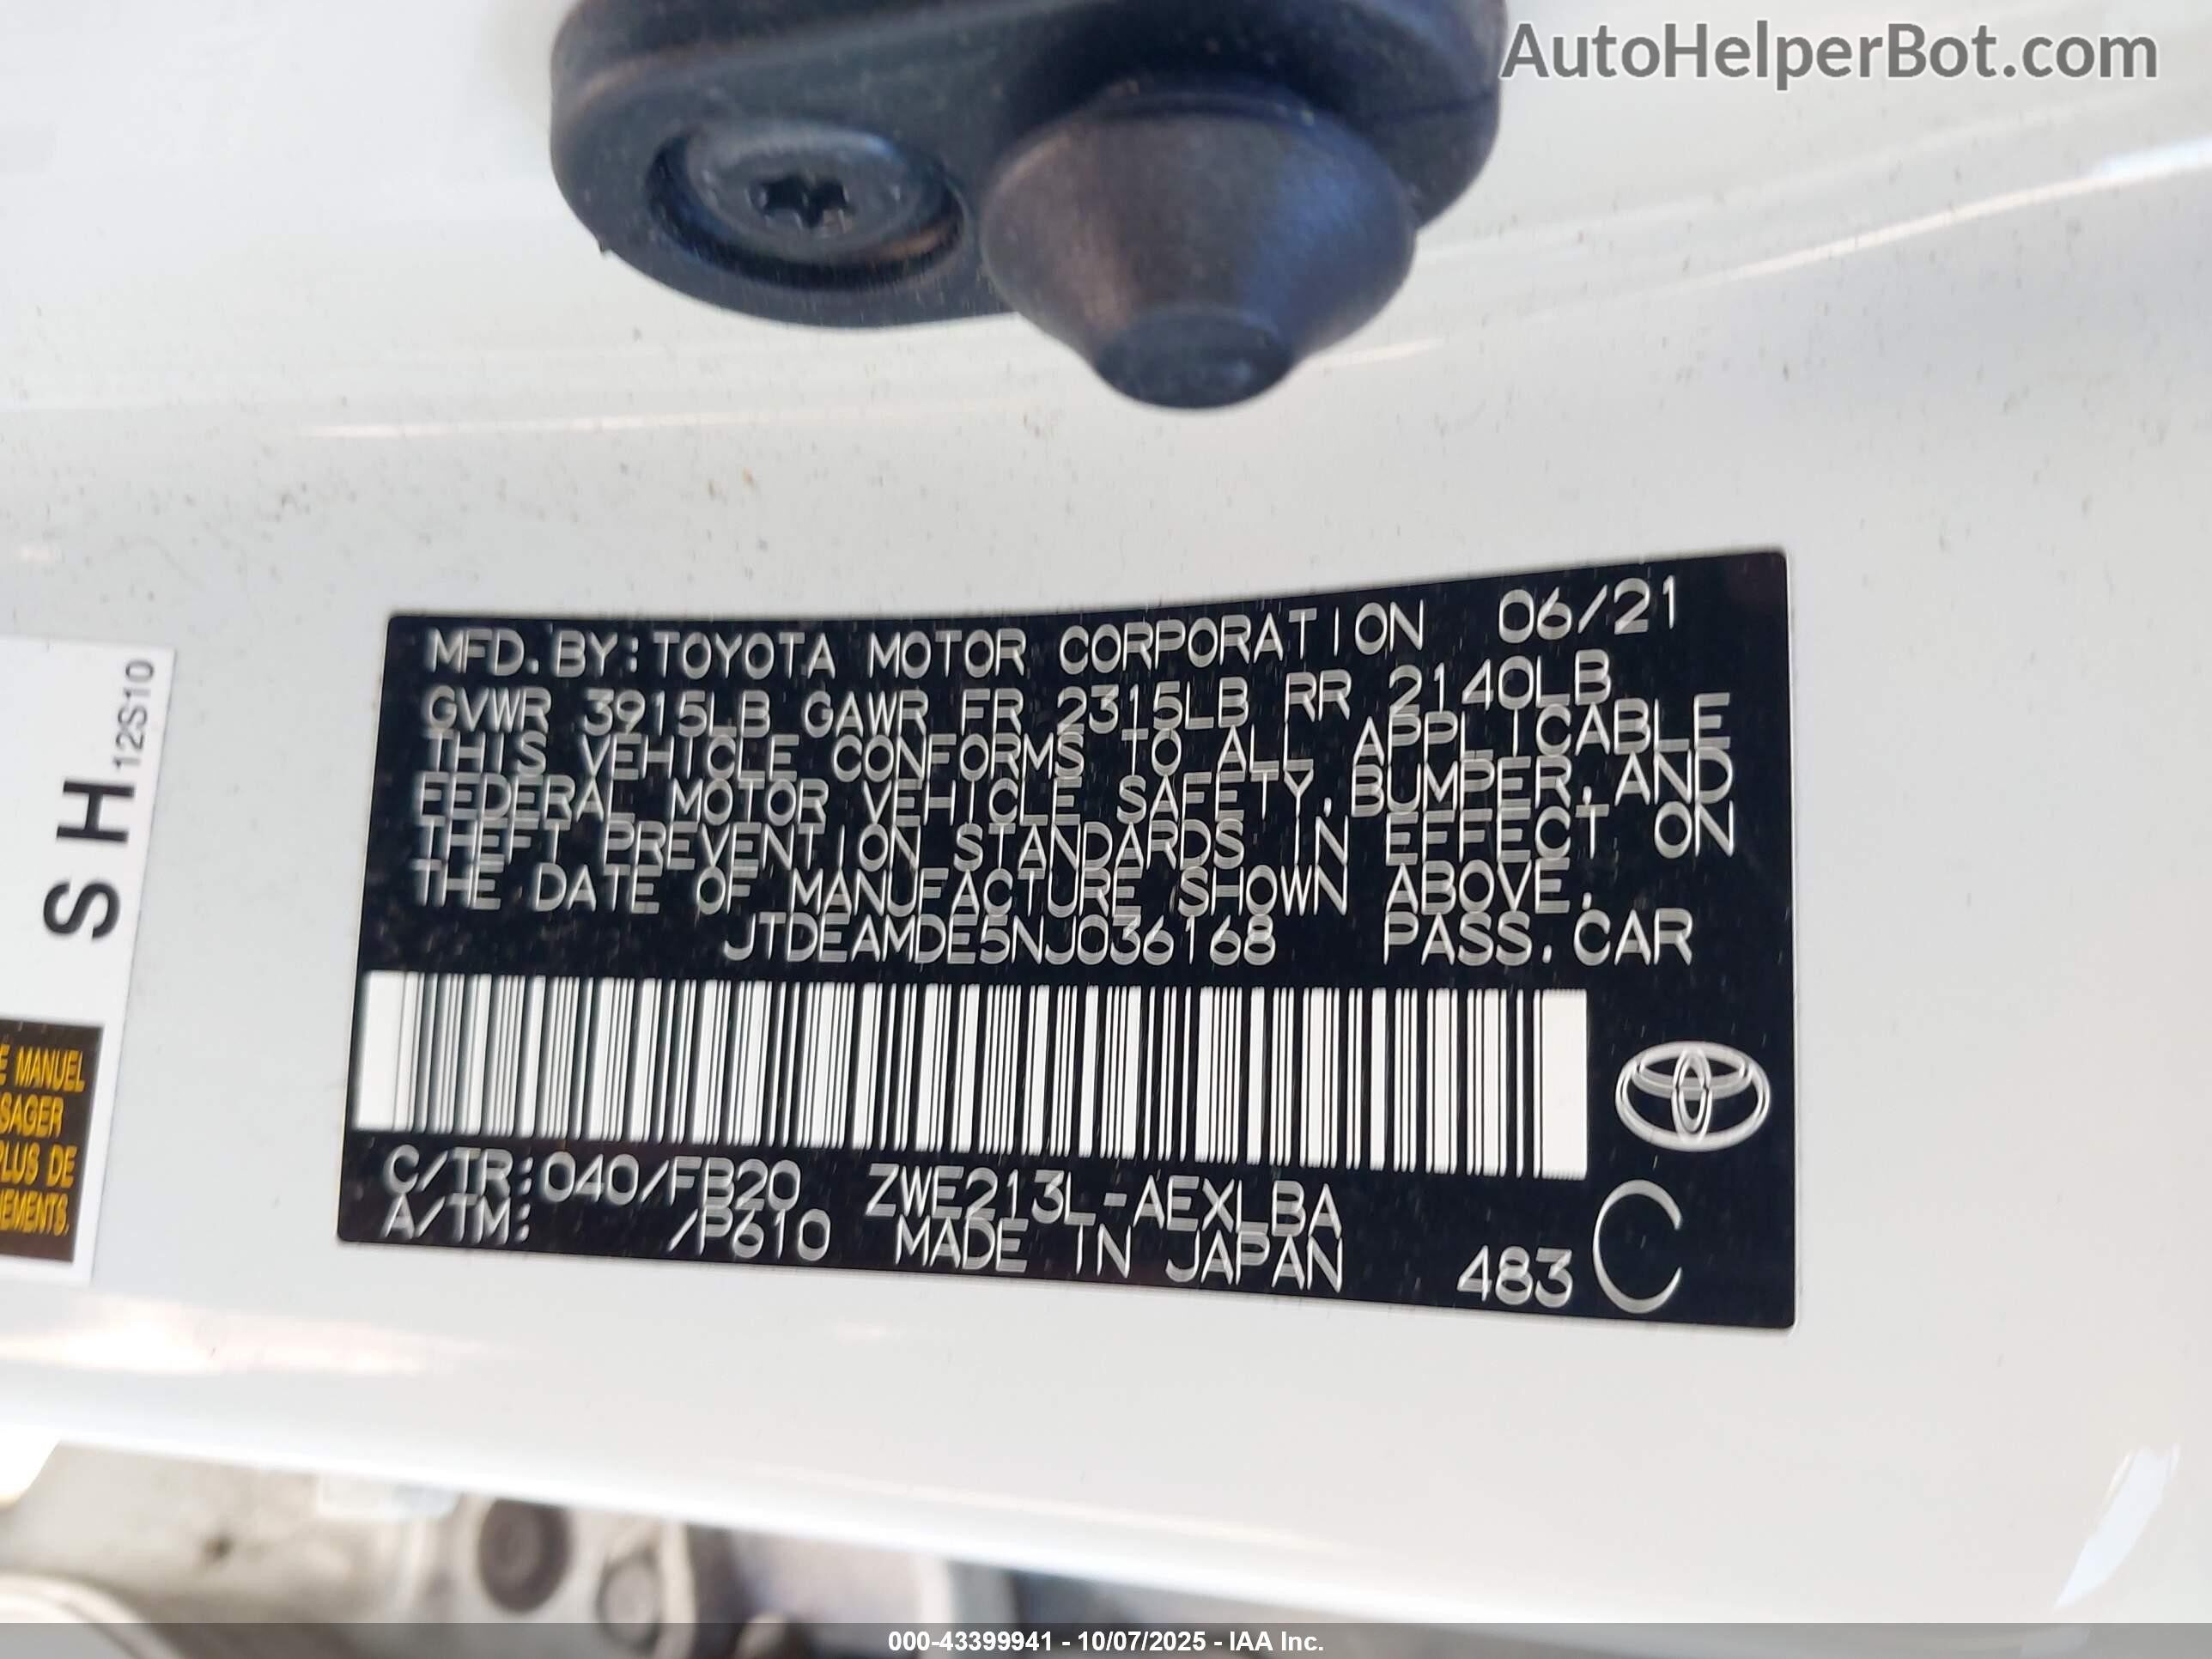 AutoHelperBot.com
MFD.BY:TOYOTA MOTOR CORPORATION 06/21
GVWR 3915LB GAWR FR 2315LB RR 2140LB
THIS VEHICLE CONFORMS TO ALL APPLICABLE
FEDERAL MOTOR VEHICLE SAFETY,BUMPER,AND
THEFT PREVENTION STANDARDS IN EFFECT ON
THE DATE OF MANUFACTURE SHOWN ABOVE.
JTDEAMDE5NJ036168 PASS.CAR
C/TR:040/FB20 ZWE213L-AEXLBA
A/TM: /P610 MADE IN JAPAN 483 C
S H 12S10
E MANUEL
SAGER
PLUS DE
NEMENTS.
000-43399941 - 10/07/2025 - IAA Inc.